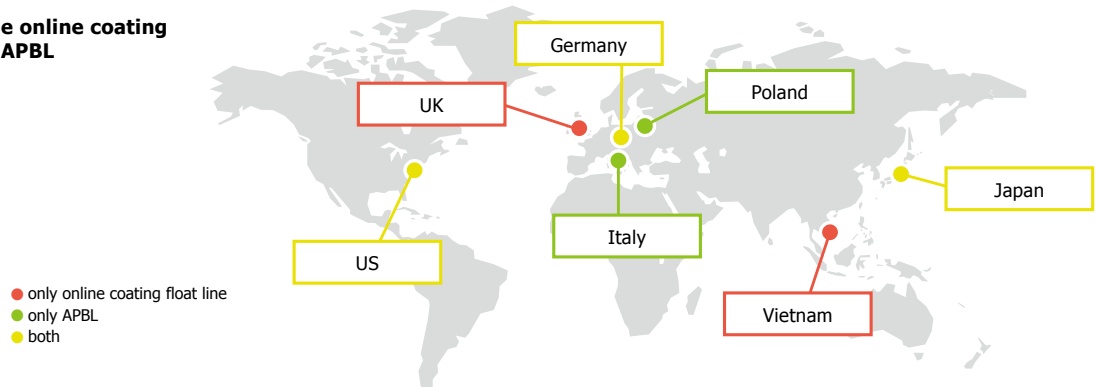 e online coating
APBL
Germany
Poland
UK
Japan
Italy
US
only online coating float line
only APBL
Vietnam
both